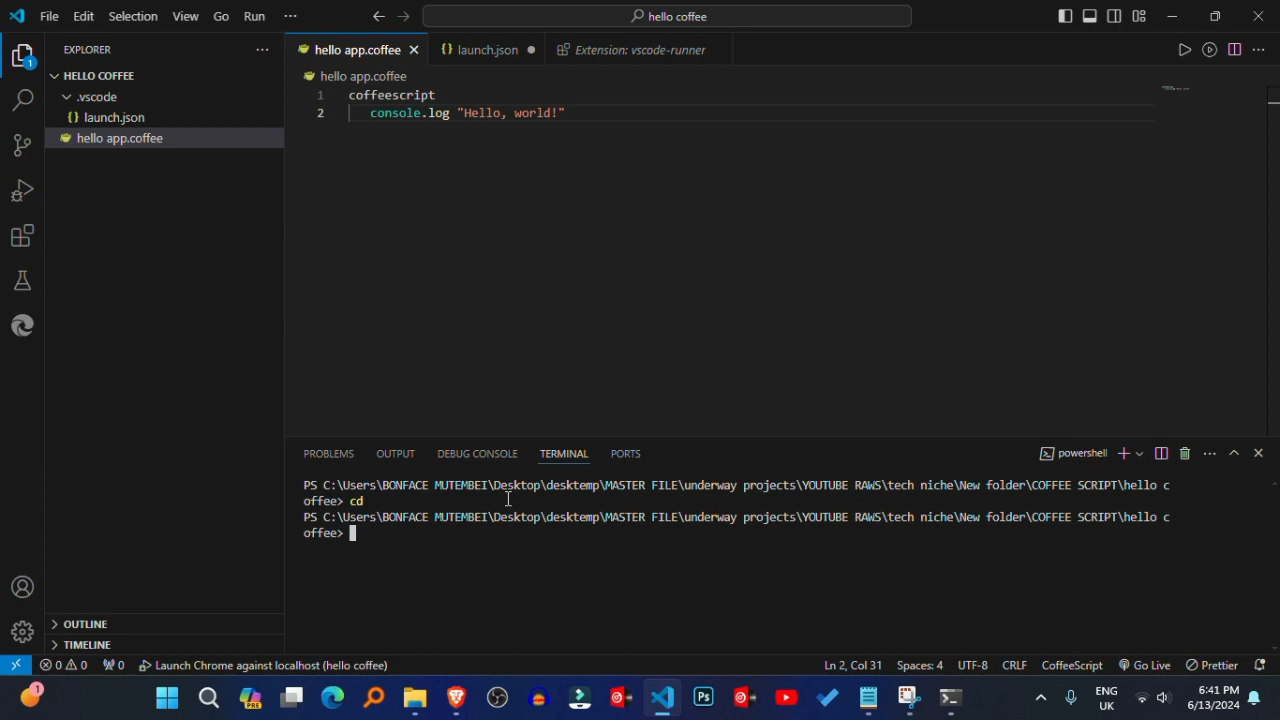 File Edit Selection View Go Run ··· hello coffee
EXPLORER ···
hello app.coffee launch.json Extension: vscode-runner
HELLO COFFEE
.vscode
{} launch.json
hello app.coffee
hello app.coffee
1 coffeescript
2 console.log "Hello, world!"
1
PROBLEMS OUTPUT DEBUG CONSOLE TERMINAL PORTS powershell
PS C:\Users\BONFACE MUTEMBEI\Desktop\desktemp\MASTER FILE\underway projects\YOUTUBE RAWS\tech niche\New folder\COFFEE SCRIPT\hello c
offee> cd
PS C:\Users\BONFACE MUTEMBEI\Desktop\desktemp\MASTER FILE\underway projects\YOUTUBE RAWS\tech niche\New folder\COFFEE SCRIPT\hello c
offee>
OUTLINE
TIMELINE
0 0 0 Launch Chrome against localhost (hello coffee) Ln 2, Col 31 Spaces: 4 UTF-8 CRLF CoffeeScript Go Live Prettier
1 PRE Ps ENG 6:41 PM
UK 6/13/2024